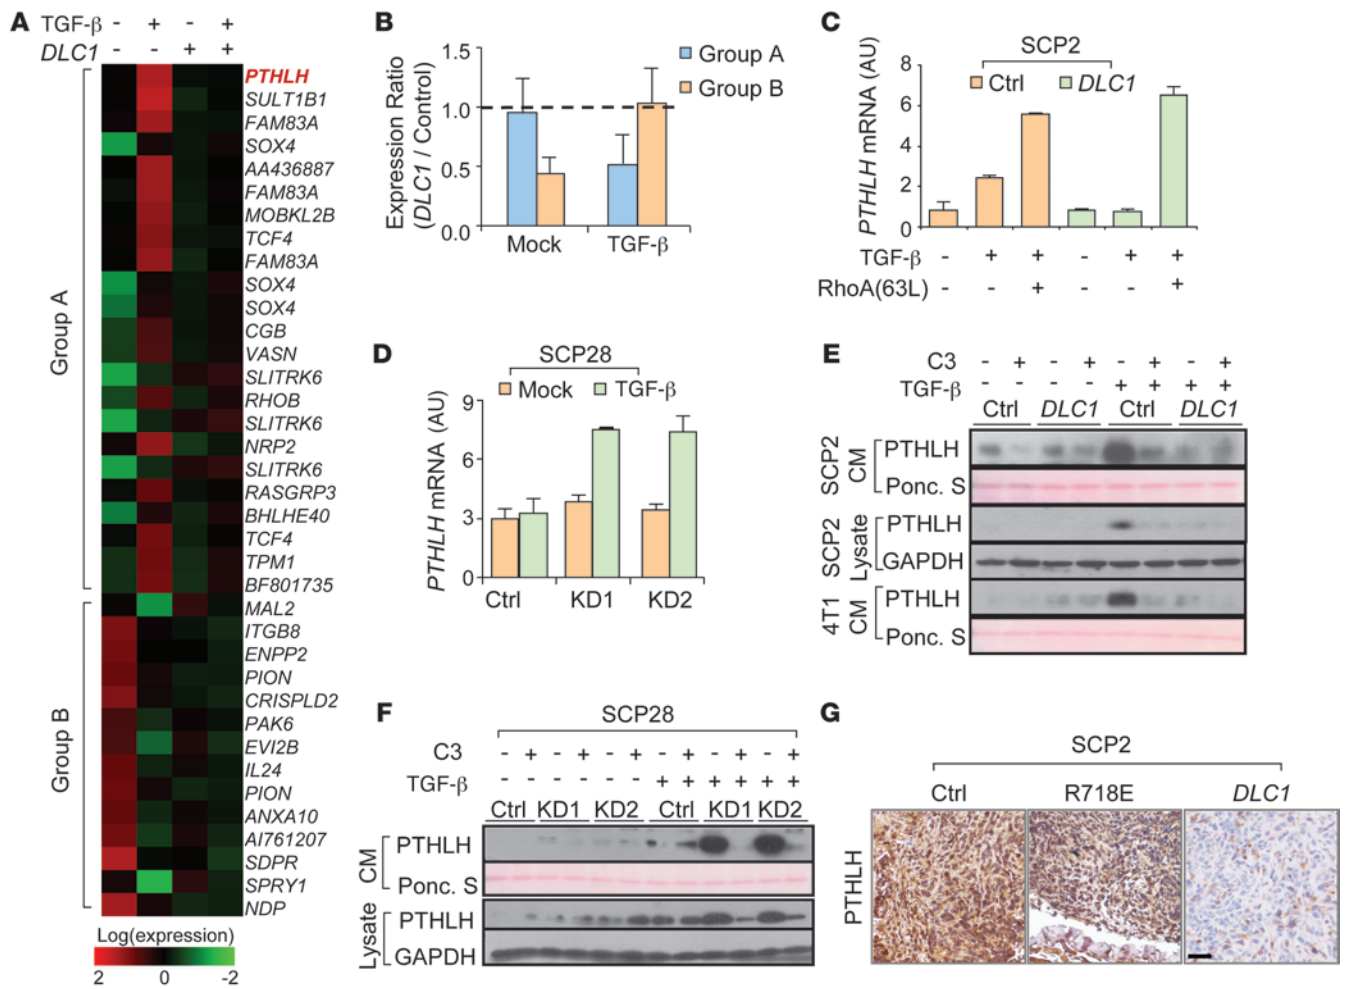 A
TGF-β - + - +
DLC1 - - + +
Group A
PTHLH
SULT1B1
FAM83A
SOX4
AA436887
FAM83A
MOBKL2B
TCF4
FAM83A
SOX4
SOX4
CGB
VASN
SLITRK6
RHOB
SLITRK6
NRP2
SLITRK6
RASGRP3
BHLHE40
TCF4
TPM1
BF801735
Group B
MAL2
ITGB8
ENPP2
PION
CRISPLD2
PAK6
EVI2B
IL24
PION
ANXA10
AI761207
SDPR
SPRY1
NDP
Log(expression)
2 0 -2
B
Expression Ratio
(DLC1 / Control)
1.5
1.0
0.5
0.0
Group A
Group B
Mock TGF-β
C
SCP2
Ctrl DLC1
PTHLH mRNA (AU)
8
6
4
2
0
TGF-β - + + - + +
RhoA(63L) - - + - - +
D
SCP28
Mock TGF-β
PTHLH mRNA (AU)
9
6
3
0
Ctrl KD1 KD2
E
C3 - + - + - + - +
TGF-β - - - - + + + +
Ctrl DLC1 Ctrl DLC1
SCP2
CM
PTHLH
Ponc. S
SCP2
Lysate
PTHLH
GAPDH
4T1
CM
PTHLH
Ponc. S
F
SCP28
C3 - + - + - + - + - + - +
TGF-β - - - - - - + + + + + +
Ctrl KD1 KD2 Ctrl KD1 KD2
CM
PTHLH
Ponc. S
Lysate
PTHLH
GAPDH
G
SCP2
Ctrl R718E DLC1
PTHLH